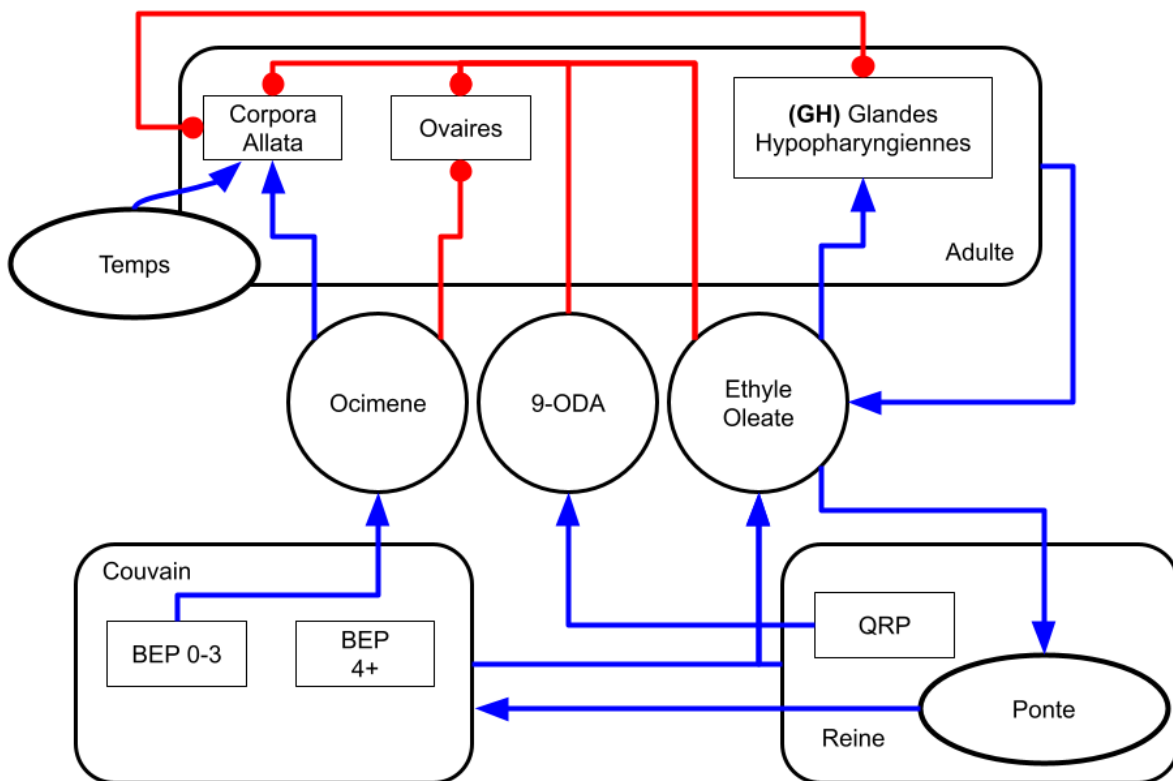 Corpora
Allata
Ovaires
(GH) Glandes
Hypopharyngiennes
Temps
Adulte
Ocimene
9-ODA
Ethyle
Oleate
Couvain
BEP 0-3
BEP
4+
QRP
Ponte
Reine